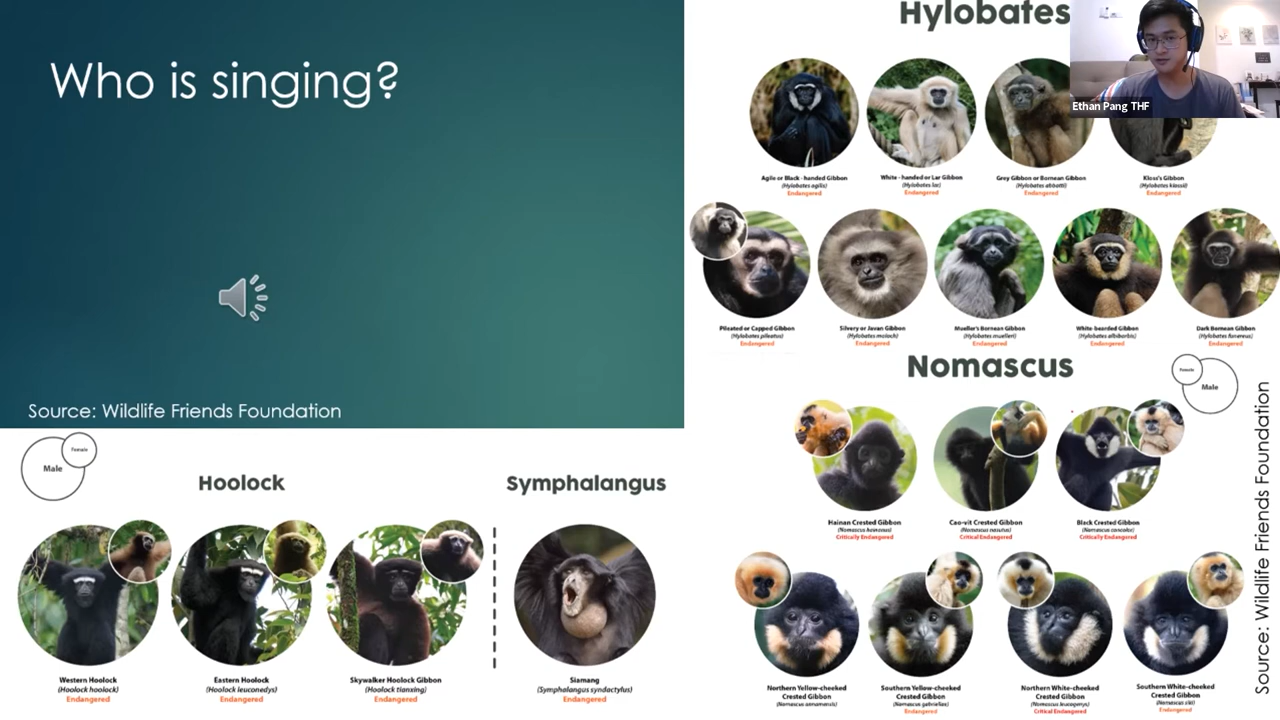 Who is singing?
Source: Wildlife Friends Foundation
Hylobates
Ethan Pang THF
Agile or Black - handed Gibbon
(Hylobates agilis)
Endangered
White - handed or Lar Gibbon
(Hylobates lac)
Endangered
Grey Gibbon or Bornean Gibbon
(Hylobates abbotti)
Endangered
Kloss's Gibbon
(Hylobates klossii)
Endangered
Pileated or Capped Gibbon
(Hylobates pileatus)
Endangered
Silvery or Javan Gibbon
(Hylobates moloch)
Endangered
Mueller's Bornean Gibbon
(Hylobates muelleri)
Endangered
White-bearded Gibbon
(Hylobates albibarbis)
Endangered
Dark Bornean Gibbon
(Hylobates funereus)
Endangered
Nomascus
Female
Male
Hainan Crested Gibbon
(Nomascus hainanus)
Critically Endangered
Cao-vit Crested Gibbon
(Nomascus nasutus)
Critical Endangered
Black Crested Gibbon
(Nomascus concolor)
Critically Endangered
Northern Yellow-cheeked
Crested Gibbon
(Nomascus annamensis)
Southern Yellow-cheeked
Crested Gibbon
(Nomascus gabriellae)
Endangered
Northern White-cheeked
Crested Gibbon
(Nomascus leucogenys)
Critical Endangered
Southern White-cheeked
Crested Gibbon
(Nomascus siki)
Endangered
Source: Wildlife Friends Foundation
Male
Female
Hoolock
Symphalangus
Western Hoolock
(Hoolock hoolock)
Endangered
Eastern Hoolock
(Hoolock leuconedys)
Endangered
Skywalker Hoolock Gibbon
(Hoolock tianxing)
Endangered
Siamang
(Symphalangus syndactylus)
Endangered